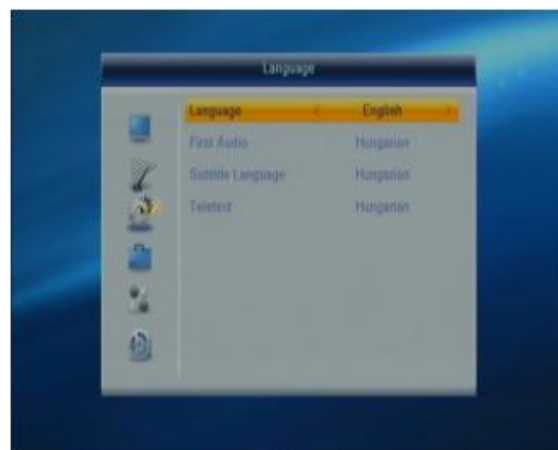 Language
Language English
First Audio Hungarian
Subtitle Language Hungarian
Teletext Hungarian